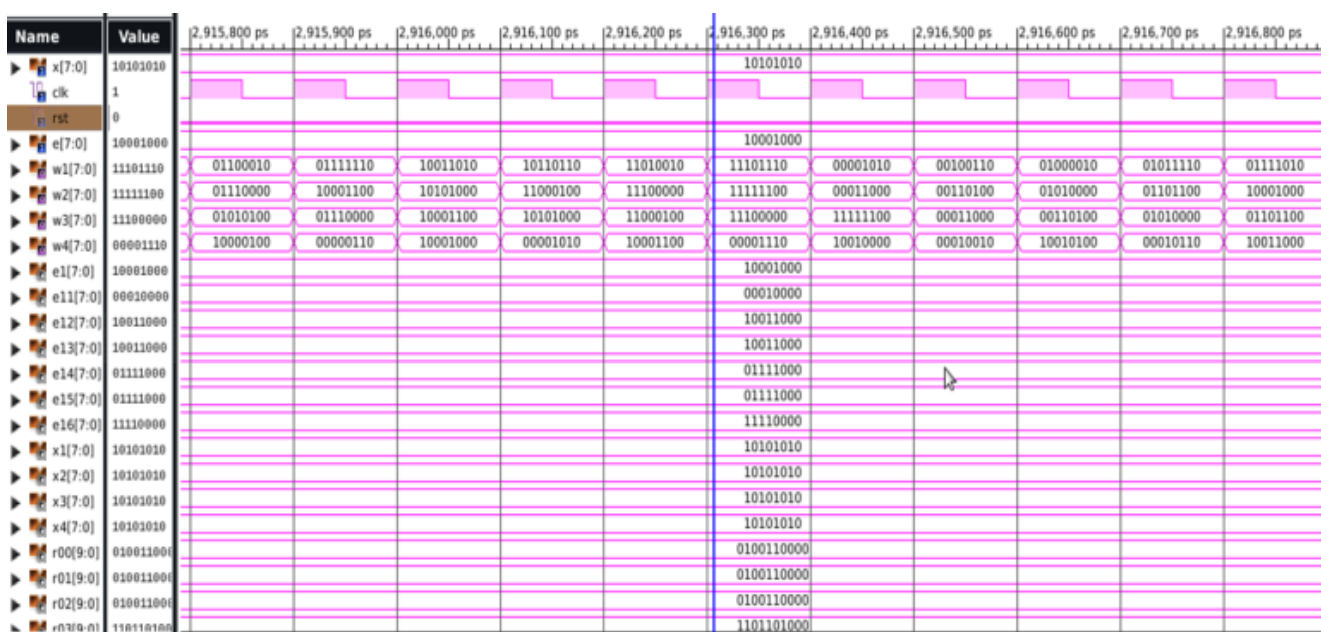 Name Value 2,915,800 ps 2,915,900 ps 2,916,000 ps 2,916,100 ps 2,916,200 ps 2,916,300 ps 2,916,400 ps 2,916,500 ps 2,916,600 ps 2,916,700 ps 2,916,800 ps
x[7:0] 10101010 10101010
clk 1
rst 0
e[7:0] 10001000 10001000
w1[7:0] 11101110 01100010 01111110 10011010 10110110 11010010 11101110 00001010 00100110 01000010 01011110 01111010
w2[7:0] 11111100 01110000 10001100 10101000 11000100 11100000 11111100 00011000 00110100 01010000 01101100 10001000
w3[7:0] 11100000 01010100 01110000 10001100 10101000 11000100 11100000 11111100 00011000 00110100 01010000 01101100
w4[7:0] 00001110 10000100 00000110 10001000 00001010 10001100 00001110 10010000 00010010 10010100 00010110 10011000
e1[7:0] 10001000 10001000
e11[7:0] 00010000 00010000
e12[7:0] 10011000 10011000
e13[7:0] 10011000 10011000
e14[7:0] 01111000 01111000
e15[7:0] 01111000 01111000
e16[7:0] 11110000 11110000
x1[7:0] 10101010 10101010
x2[7:0] 10101010 10101010
x3[7:0] 10101010 10101010
x4[7:0] 10101010 10101010
r00[9:0] 010011000 0100110000
r01[9:0] 010011000 0100110000
r02[9:0] 010011000 0100110000
r03[9:0] 110110100 1101101000